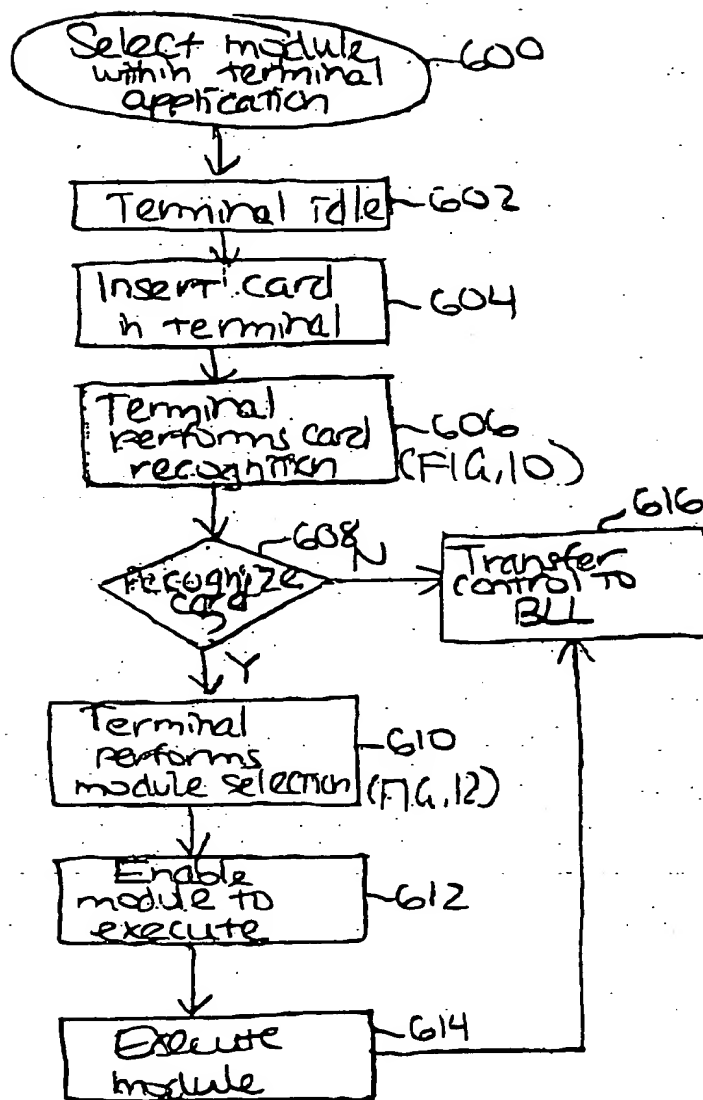 Select module
within terminal
application
600
Terminal idle
602
Insert card
in terminal
604
Terminal
performs card
recognition
606
(FIG. 10)
608
N
616
Recognize
card
?
Transfer
control to
BLL
Y
Terminal
performs
module selection
610
(FIG. 12)
Enable
module to
execute
612
Execute
module
614